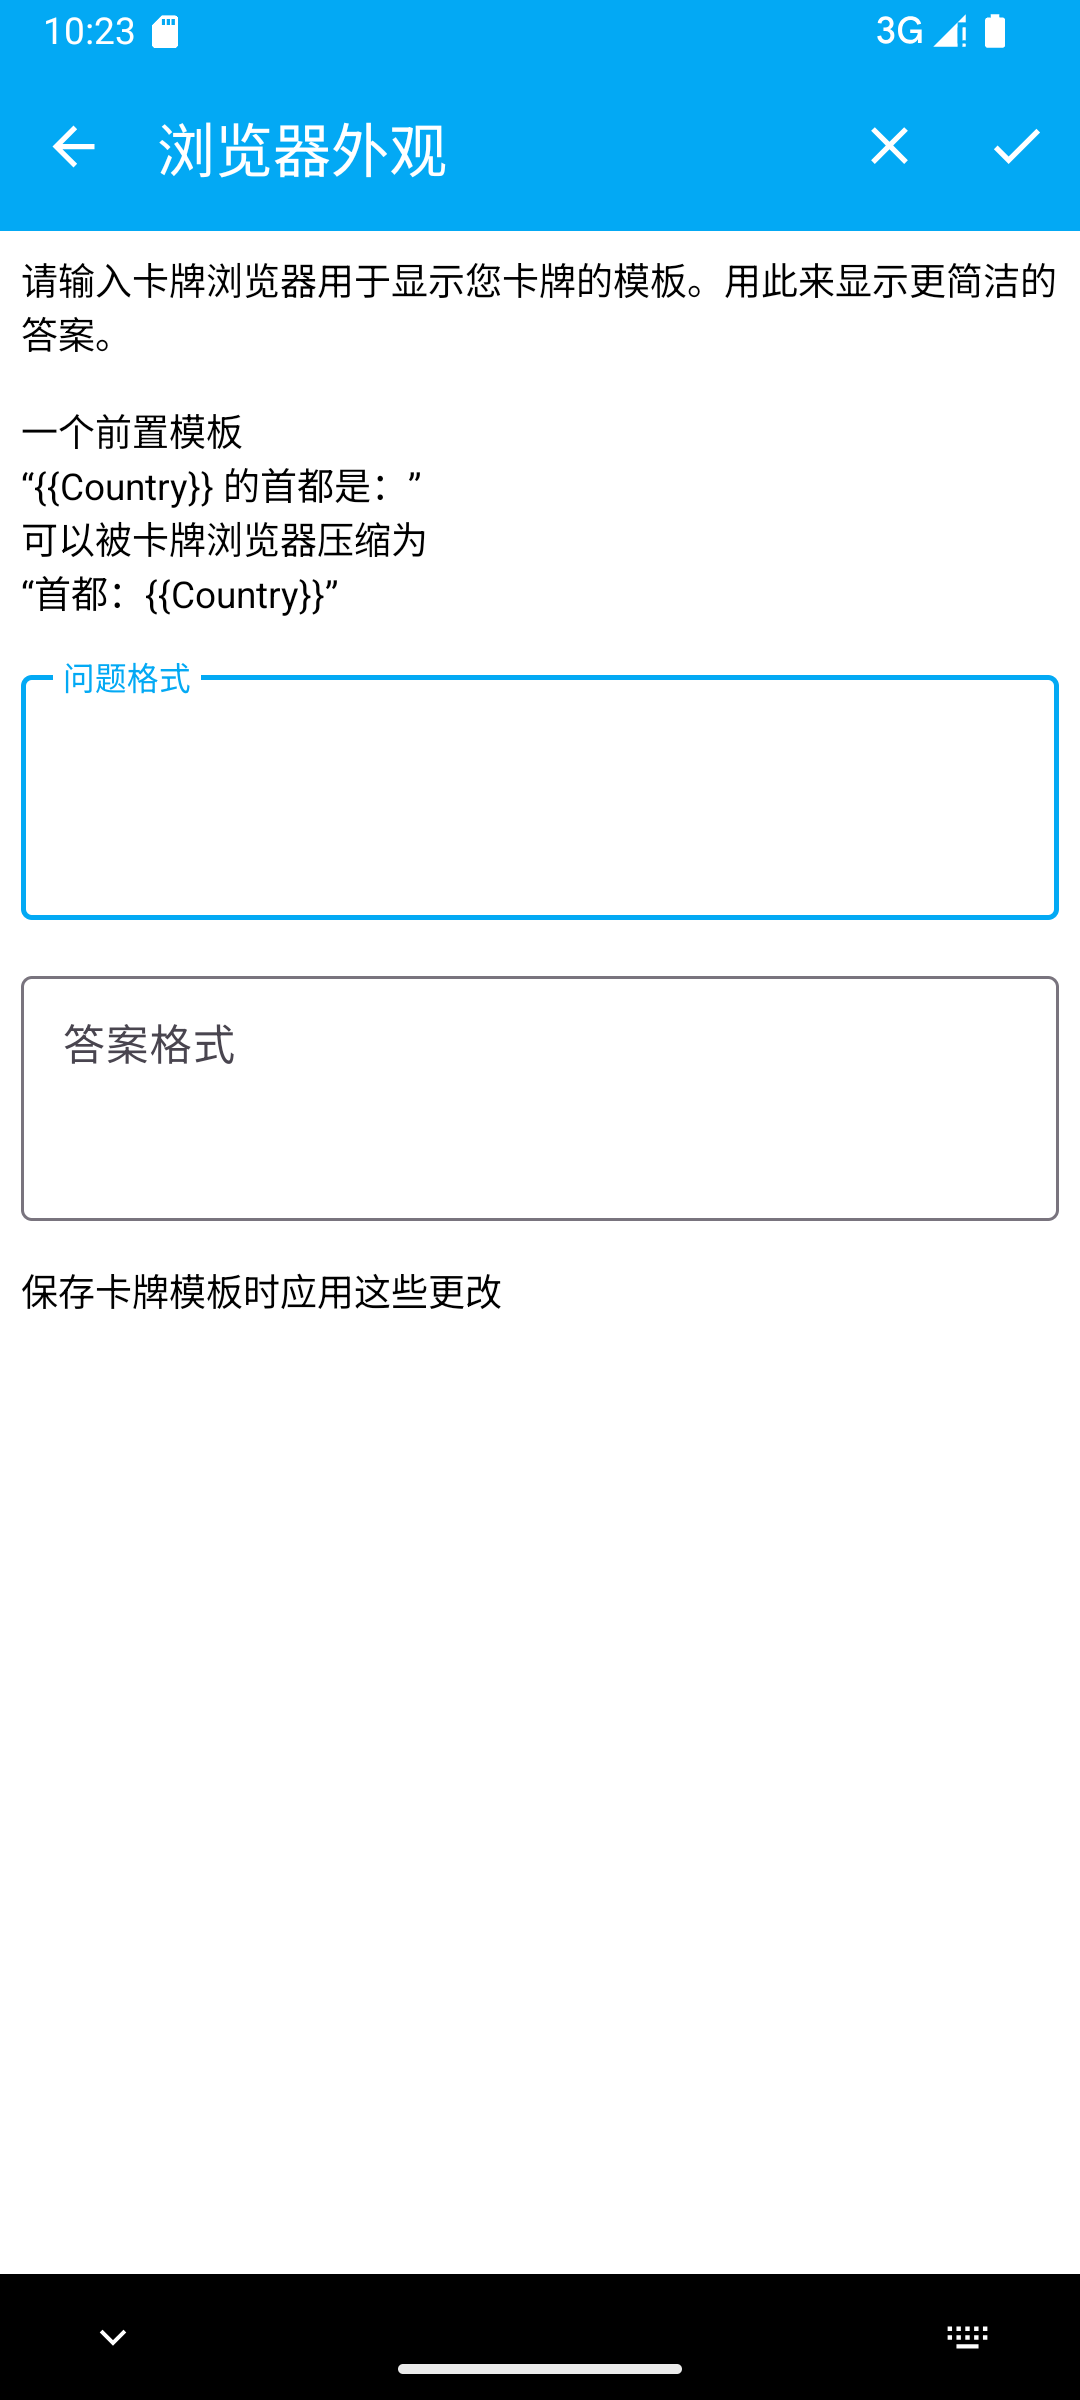 10:23
3G
浏览器外观
请输入卡牌浏览器用于显示您卡牌的模板。用此来显示更简洁的
答案。
一个前置模板
“{{Country}} 的首都是：”
可以被卡牌浏览器压缩为
“首都：{{Country}}”
问题格式
答案格式
保存卡牌模板时应用这些更改